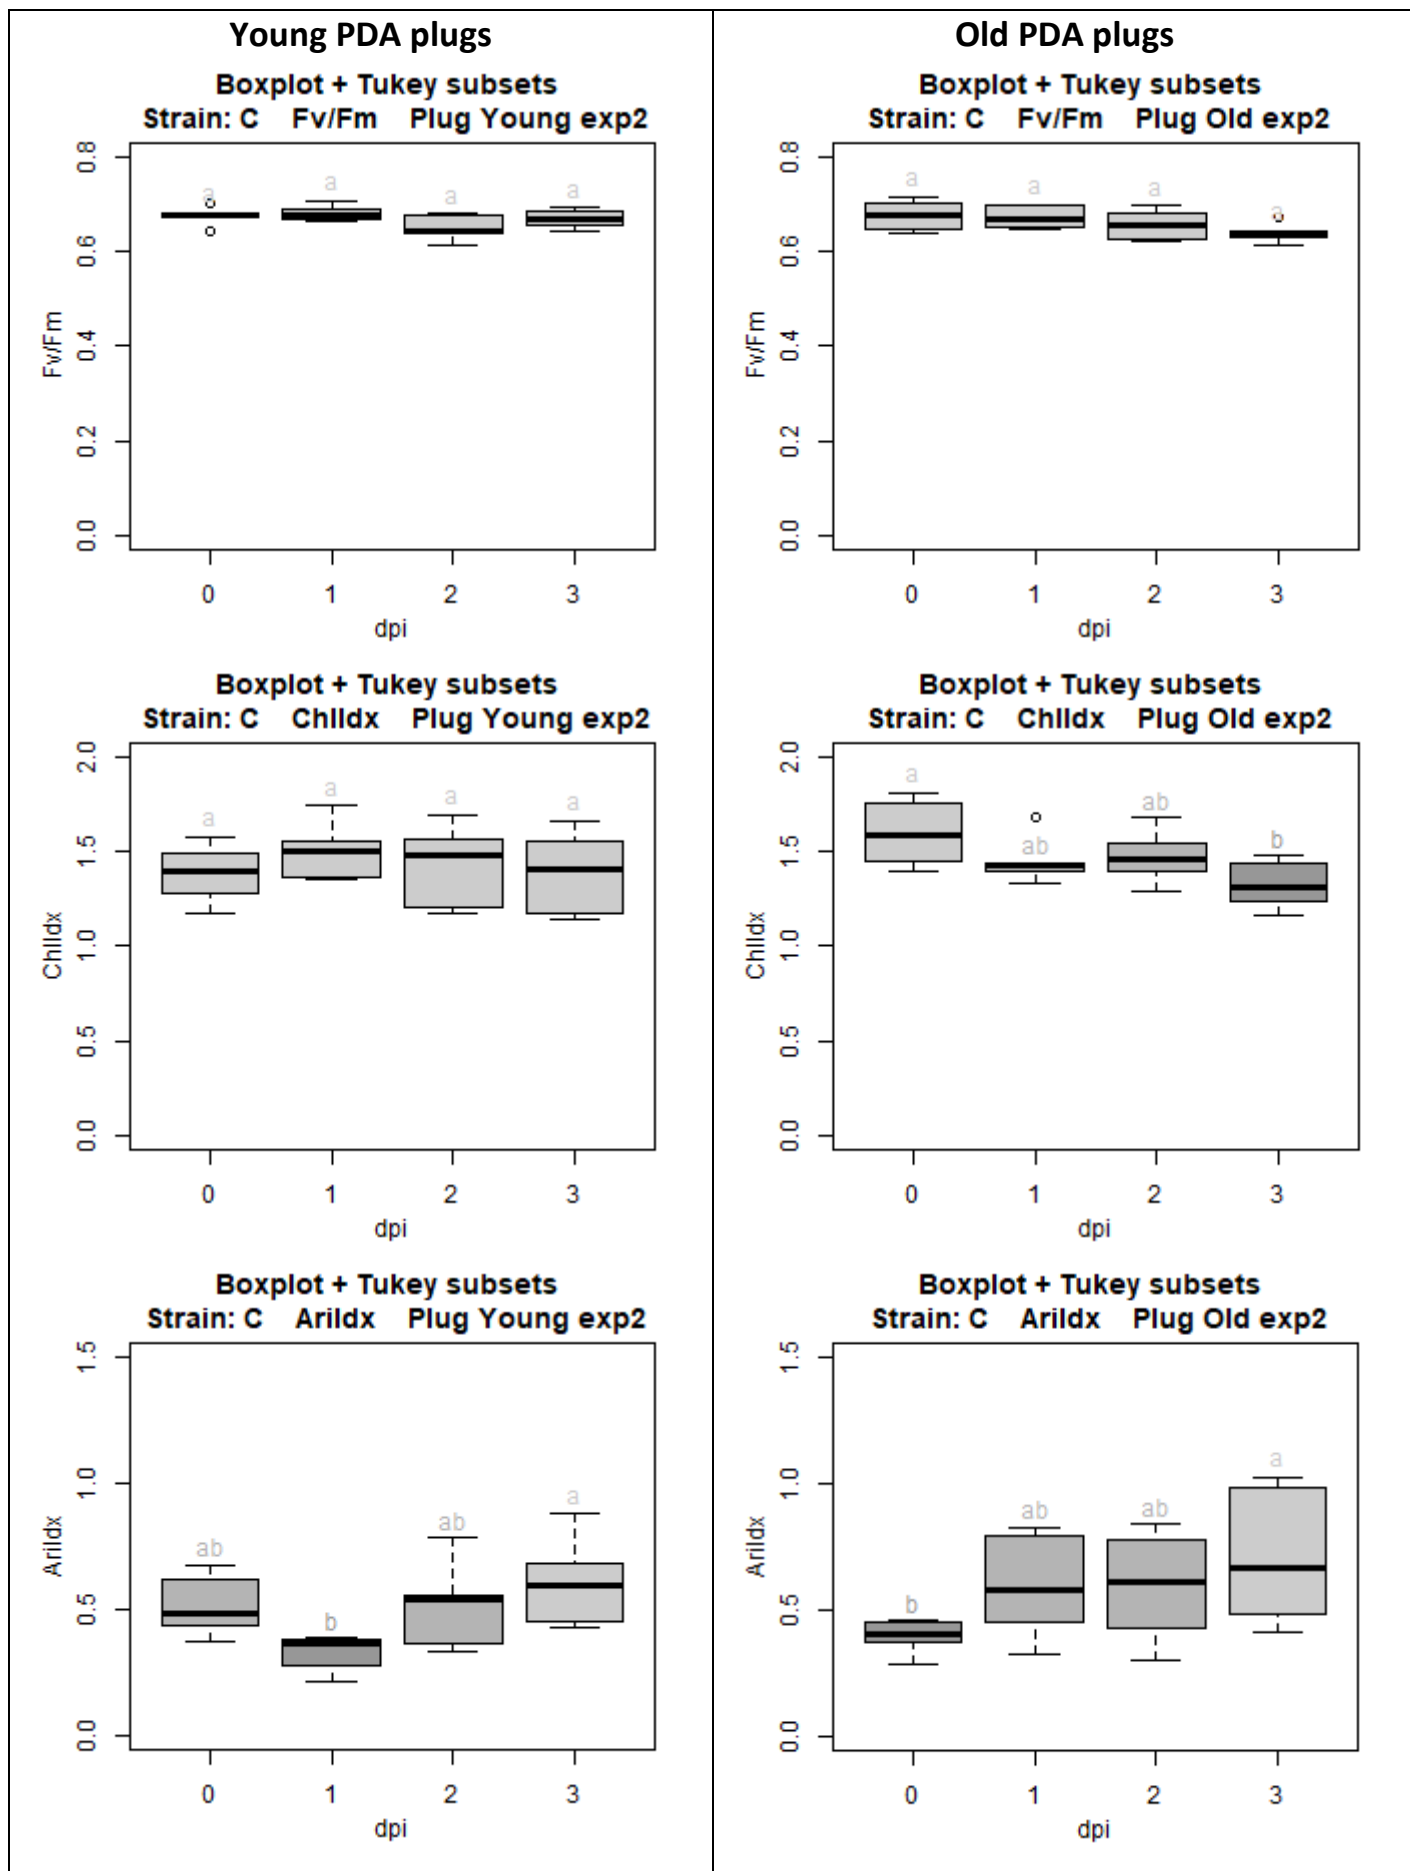 Young PDA plugs
Boxplot + Tukey subsets
Strain: C Fv/Fm Plug Young exp2
Fv/Fm
0.8
0.6
0.4
0.2
0.0
a
a
a
a
0 1 2 3
dpi
Boxplot + Tukey subsets
Strain: C ChlIdx Plug Young exp2
ChlIdx
2.0
1.5
1.0
0.5
0.0
a
a
a
a
0 1 2 3
dpi
Boxplot + Tukey subsets
Strain: C AriIdx Plug Young exp2
AriIdx
1.5
1.0
0.5
0.0
ab
b
ab
a
0 1 2 3
dpi
Old PDA plugs
Boxplot + Tukey subsets
Strain: C Fv/Fm Plug Old exp2
Fv/Fm
0.8
0.6
0.4
0.2
0.0
a
a
a
a
0 1 2 3
dpi
Boxplot + Tukey subsets
Strain: C ChlIdx Plug Old exp2
ChlIdx
2.0
1.5
1.0
0.5
0.0
a
ab
ab
b
0 1 2 3
dpi
Boxplot + Tukey subsets
Strain: C AriIdx Plug Old exp2
AriIdx
1.5
1.0
0.5
0.0
b
ab
ab
a
0 1 2 3
dpi